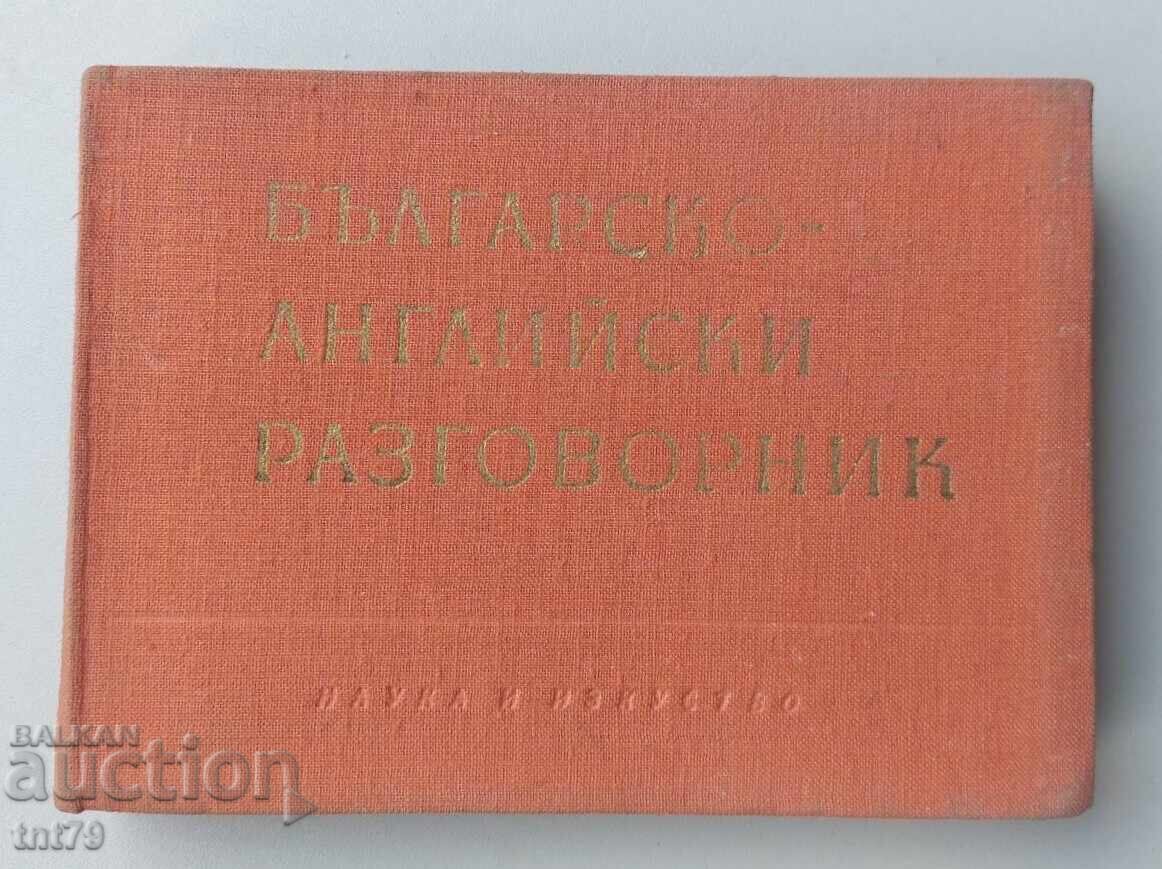 БЪЛГАРСКО-
АНГЛИЙСКИ
РАЗГОВОРНИК
НАУКА И ИЗКУСТВО
BALKAN
auction
tnt79